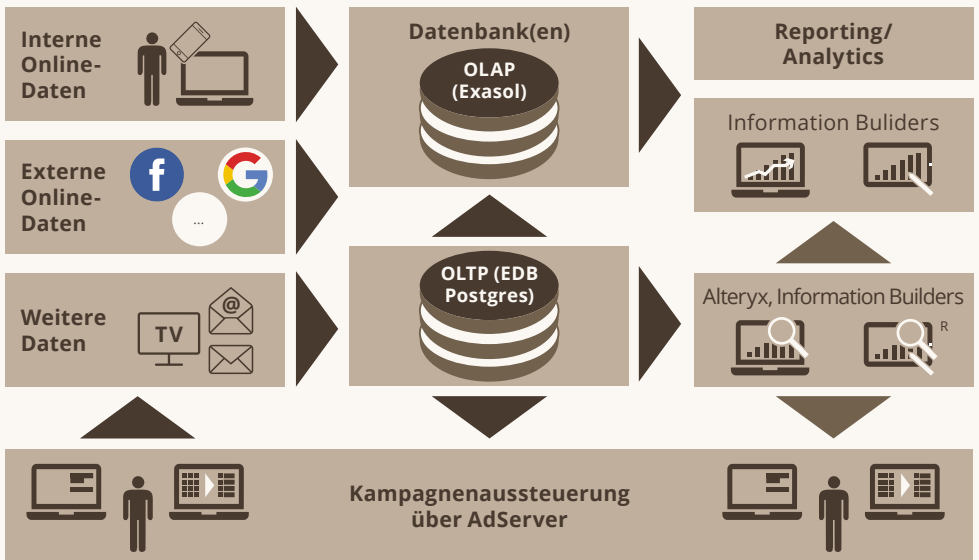 Interne
Online-
Daten
Externe
Online-
Daten
f
G
...
Weitere
Daten
TV
@
Datenbank(en)
OLAP
(Exasol)
OLTP (EDB
Postgres)
Reporting/
Analytics
Information Buliders
Alteryx, Information Builders
R
Kampagnenaussteuerung
über AdServer